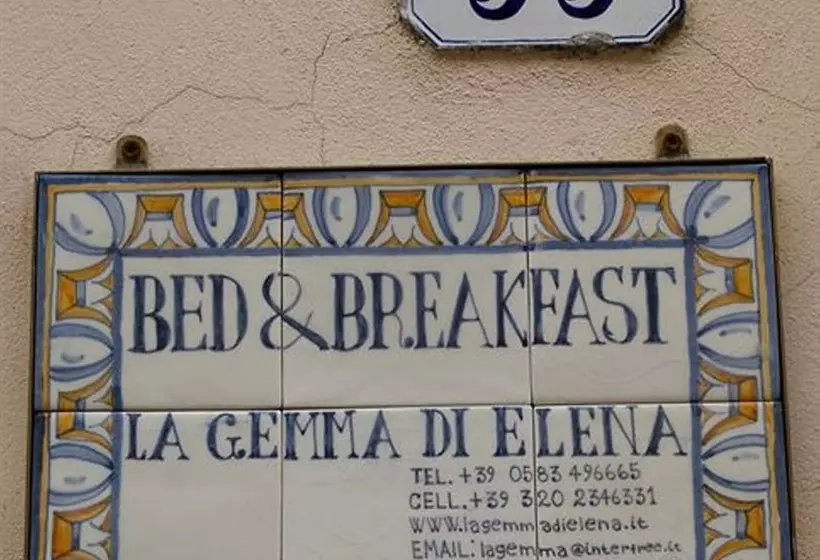 BED & BREAKFAST
LA GEMMA DI ELENA
TEL. +39 0583 496665
CELL. +39 320 2346331
WWW.lagemmadielena.it
EMAIL: lagemma@interfree.it